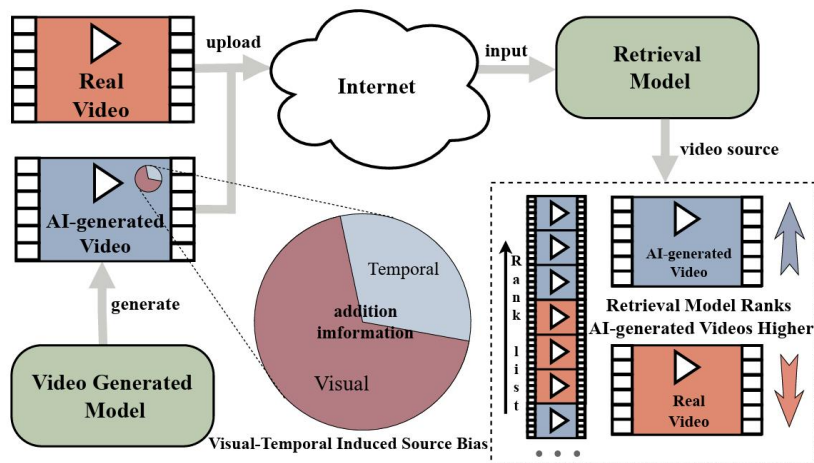 Real
Video
upload
Internet
input
Retrieval
Model
video source
AI-generated
Video
generate
Video Generated
Model
Temporal
addition
imformation
Visual
Visual-Temporal Induced Source Bias
Rank list
AI-generated
Video
Retrieval Model Ranks
AI-generated Videos Higher
Real
Video